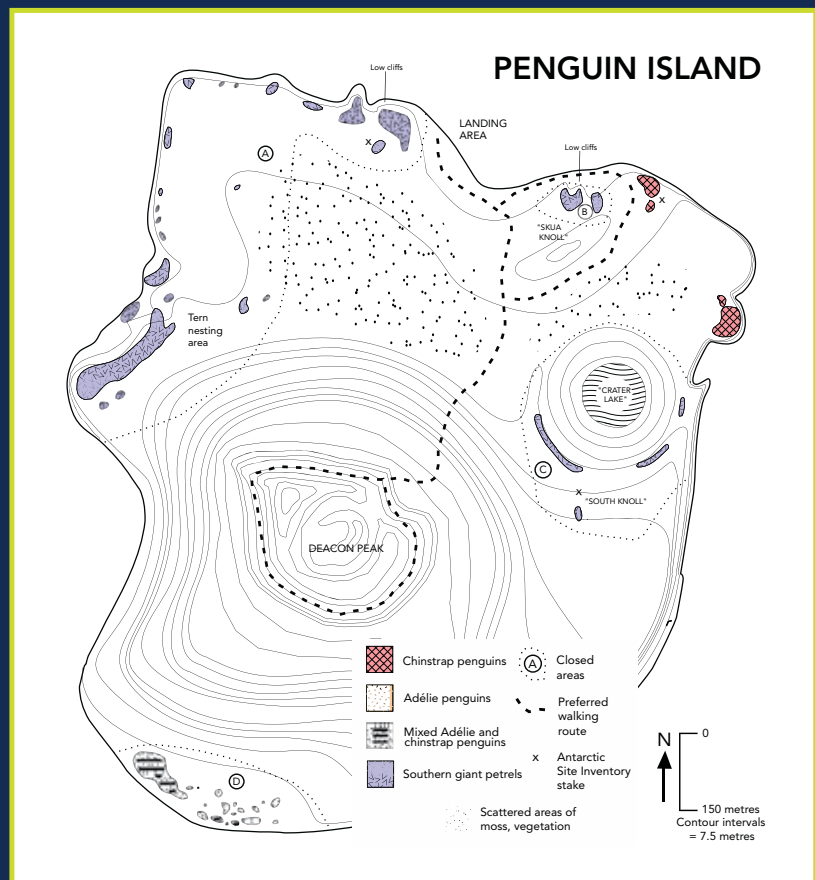 PENGUIN ISLAND
Low cliffs
LANDING
AREA
x
A
Low cliffs
x
B
"SKUA
KNOLL"
Tern
nesting
area
"CRATER
LAKE"
C
x
"SOUTH KNOLL"
DEACON PEAK
Chinstrap penguins
A
Closed
areas
Adélie penguins
Preferred
walking
route
Mixed Adélie and
chinstrap penguins
x
Antarctic
Site Inventory
stake
Southern giant petrels
Scattered areas of
moss, vegetation
N
0
150 metres
Contour intervals
= 7.5 metres
D